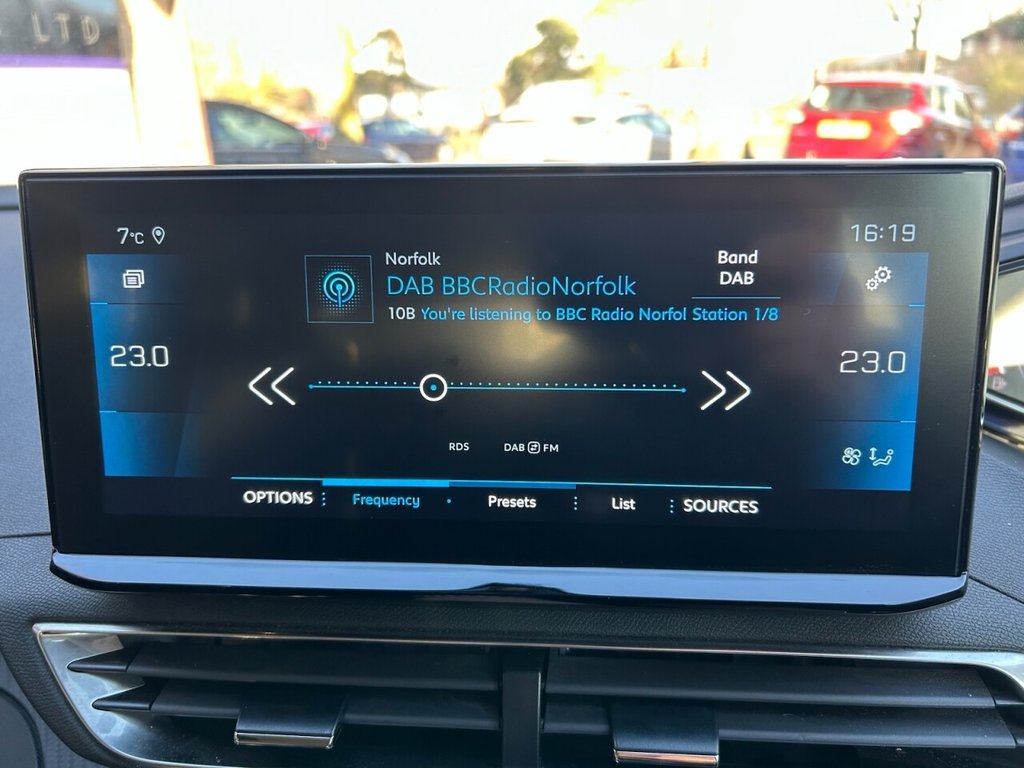 LTD
7°C
16:19
Norfolk
DAB BBCRadioNorfolk
10B You're listening to BBC Radio Norfol Station 1/8
Band
DAB
23.0
23.0
RDS
DAB FM
OPTIONS
Frequency
Presets
List
SOURCES